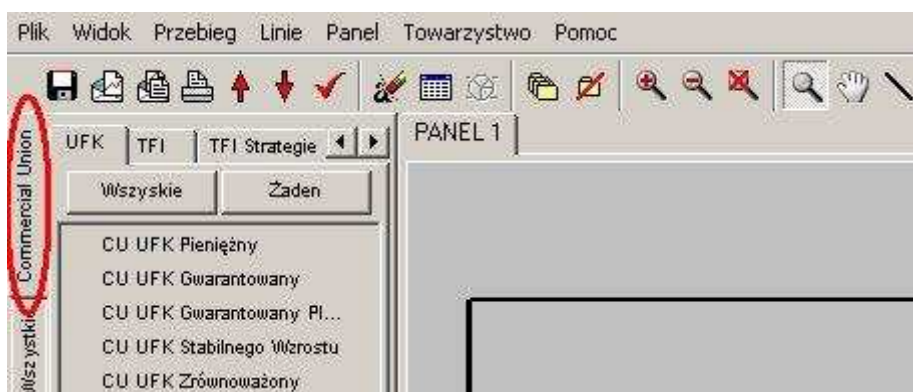 Plik Widok Przebieg Linie Panel Towarzystwo Pomoc
Commercial Union
Wszystkie
UFK TFI TFI Strategie
PANEL 1
Wszyskie Żaden
CU UFK Pieniężny
CU UFK Gwarantowany
CU UFK Gwarantowany Pl...
CU UFK Stabilnego Wzrostu
CU UFK Zrównoważony